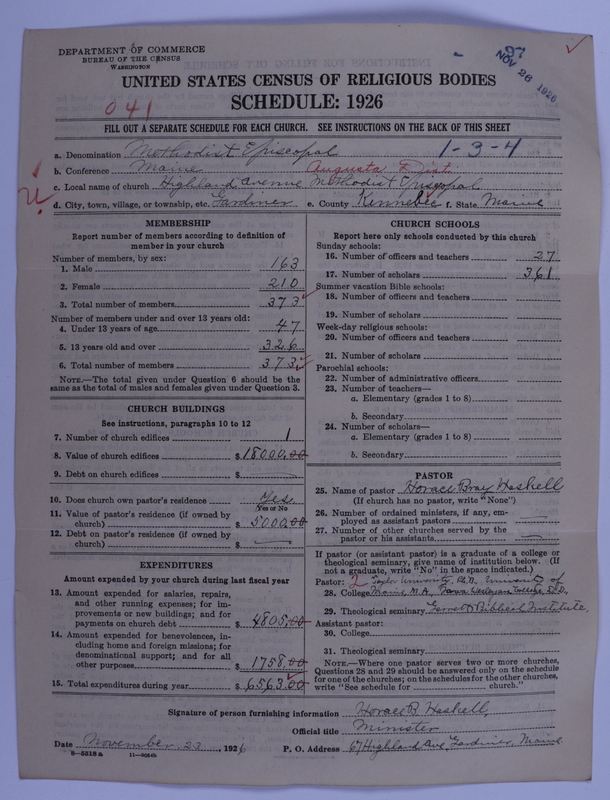 DEPARTMENT OF COMMERCE
BUREAU OF THE CENSUS
WASHINGTON
97
NOV 26 1926
UNITED STATES CENSUS OF RELIGIOUS BODIES
SCHEDULE: 1926
041
FILL OUT A SEPARATE SCHEDULE FOR EACH CHURCH. SEE INSTRUCTIONS ON THE BACK OF THIS SHEET
a. Denomination Methodist Episcopal 1-3-4
b. Conference Maine Augusta Dist.
c. Local name of church Highland Avenue Methodist Episcopal
d. City, town, village, or township, etc. Gardiner e. County Kennebec f. State Maine
MEMBERSHIP
Report number of members according to definition of
member in your church
Number of members, by sex:
1. Male 163
2. Female 210
3. Total number of members 373
Number of members under and over 13 years old:
4. Under 13 years of age 47
5. 13 years old and over 326
6. Total number of members 373
NOTE.—The total given under Question 6 should be
same as the total of males and females given under Question 3.
CHURCH BUILDINGS
See instructions, paragraphs 10 to 12
7. Number of church edifices 1
8. Value of church edifices $18000,00
9. Debt on church edifices $
10. Does church own pastor's residence Yes
Yes or No
11. Value of pastor's residence (if owned by
church) $5000,00
12. Debt on pastor's residence (if owned by
church) $
EXPENDITURES
Amount expended by your church during last fiscal year
13. Amount expended for salaries, repairs,
and other running expenses; for im-
provements or new buildings; and for
payments on church debt $4805,00
14. Amount expended for benevolences, in-
cluding home and foreign missions; for
denominational support; and for all
other purposes $1758,00
15. Total expenditures during year $6563,00
CHURCH SCHOOLS
Report here only schools conducted by this church
Sunday schools:
16. Number of officers and teachers 27
17. Number of scholars 361
Summer vacation Bible schools:
18. Number of officers and teachers
19. Number of scholars
Week-day religious schools:
20. Number of officers and teachers
21. Number of scholars
Parochial schools:
22. Number of administrative officers
23. Number of teachers—
a. Elementary (grades 1 to 8)
b. Secondary
24. Number of scholars—
a. Elementary (grades 1 to 8)
b. Secondary
PASTOR
25. Name of pastor Horace Bray Haskell
(If church has no pastor, write "None")
26. Number of ordained ministers, if any, em-
ployed as assistant pastors
27. Number of other churches served by the
pastor or his assistants
If pastor (or assistant pastor) is a graduate of a college or
theological seminary, give name of institution below. (If
not a graduate, write "No" in the space indicated.)
Pastor: 2 Taylor University, Ph.D., University of
28. College Maine, M.A., Iowa Wesleyan College, D.D.
29. Theological seminary Garrett Biblical Institute
Assistant pastor:
30. College
31. Theological seminary
NOTE.—Where one pastor serves two or more churches,
Questions 28 and 29 should be answered only on the schedule
for one of the churches; on the schedules for the other churches,
write "See schedule for church."
Signature of person furnishing information Horace B. Haskell,
Official title Minister
Date November 23, 1926 P. O. Address 67 Highland Ave, Gardiner, Maine
8—5318a